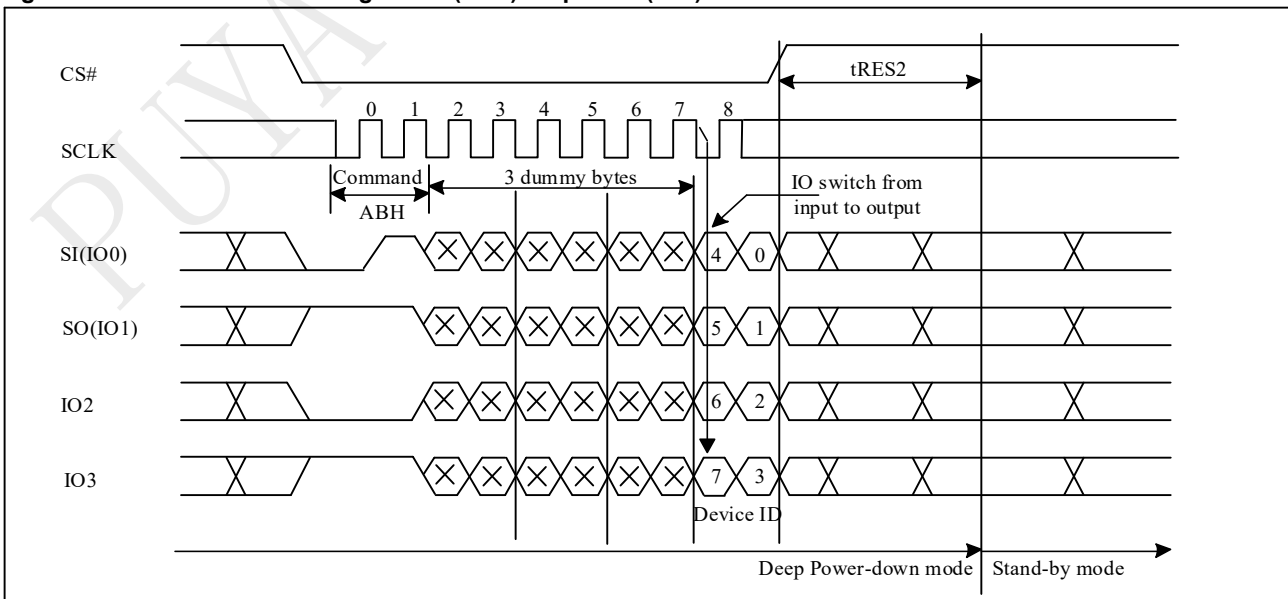 PUYA
CS#
tRES2
0 1 2 3 4 5 6 7 8
SCLK
Command
3 dummy bytes
IO switch from
input to output
ABH
SI(IO0)
4 0
SO(IO1)
5 1
IO2
6 2
IO3
7 3
Device ID
Deep Power-down mode
Stand-by mode